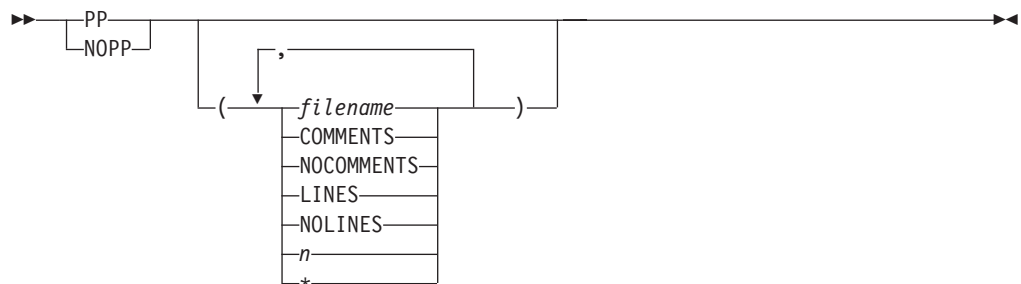 PP
NOPP
,
( filename )
COMMENTS
NOCOMMENTS
LINES
NOLINES
n
*